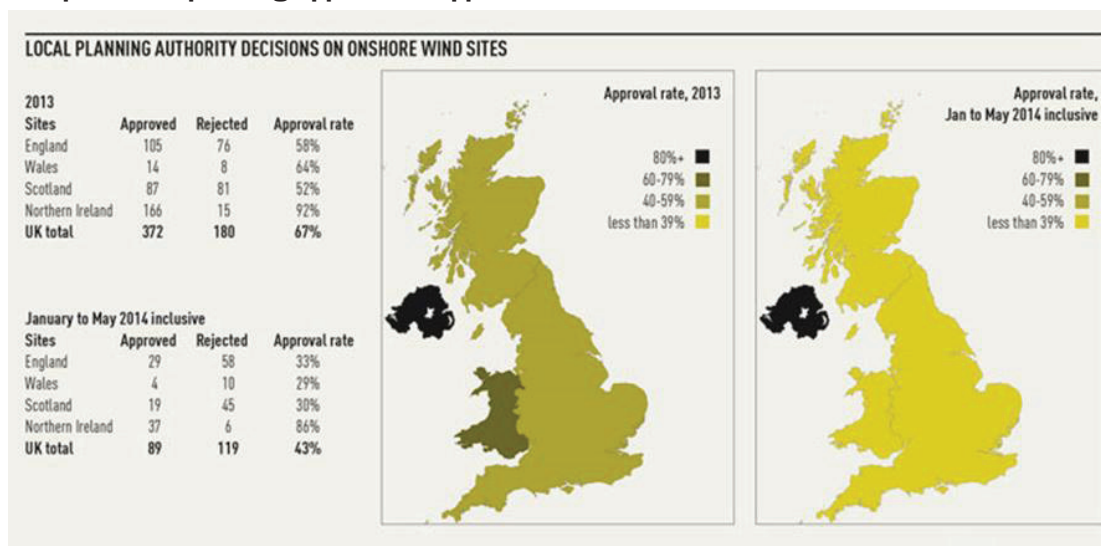 LOCAL PLANNING AUTHORITY DECISIONS ON ONSHORE WIND SITES
2013
Sites Approved Rejected Approval rate
England 105 76 58%
Wales 14 8 64%
Scotland 87 81 52%
Northern Ireland 166 15 92%
UK total 372 180 67%
January to May 2014 inclusive
Sites Approved Rejected Approval rate
England 29 58 33%
Wales 4 10 29%
Scotland 19 45 30%
Northern Ireland 37 6 86%
UK total 89 119 43%
Approval rate, 2013
80%+
60-79%
40-59%
less than 39%
Approval rate,
Jan to May 2014 inclusive
80%+
60-79%
40-59%
less than 39%